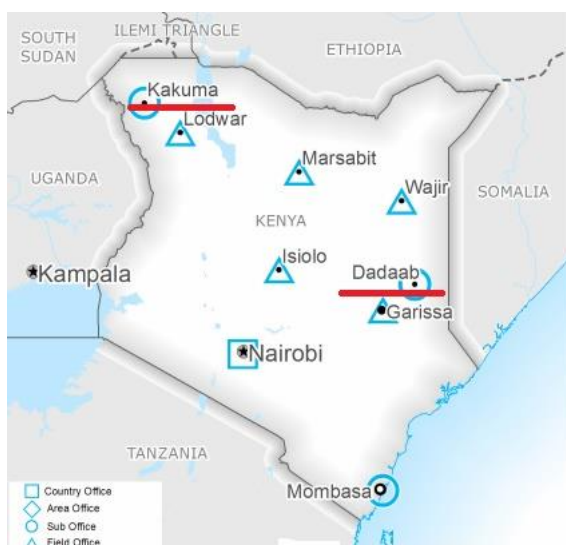 SOUTH
SUDAN
ILEMI TRIANGLE
ETHIOPIA
Kakuma
Lodwar
Marsabit
Wajir
UGANDA
SOMALIA
KENYA
Isiolo
Dadaab
Kampala
Garissa
Nairobi
TANZANIA
Mombasa
Country Office
Area Office
Sub Office
Field Office